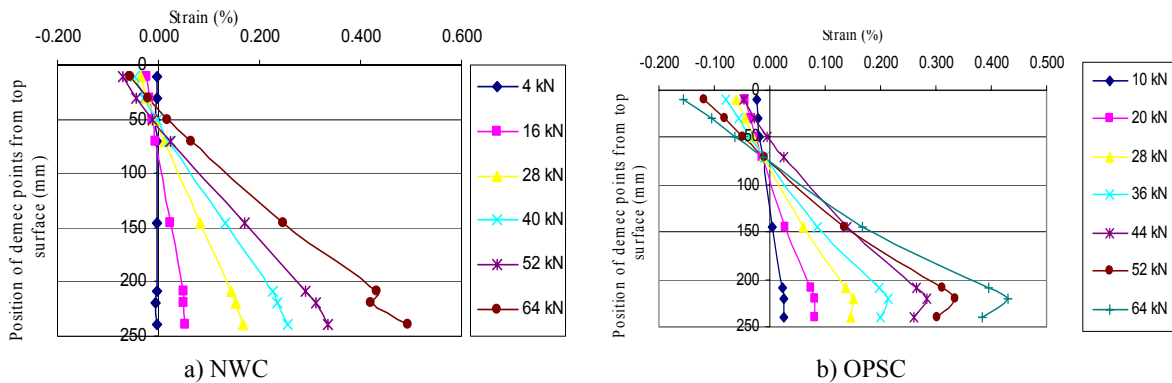 Strain (%)
-0.200 0.000 0.200 0.400 0.600
0
50
100
150
200
250
Position of demec points from top
surface (mm)
4 kN
16 kN
28 kN
40 kN
52 kN
64 kN
a) NWC
Strain (%)
-0.200 -0.100 0.000 0.100 0.200 0.300 0.400 0.500
0
50
100
150
200
250
Position of demec points from top
surface (mm)
10 kN
20 kN
28 kN
36 kN
44 kN
52 kN
64 kN
b) OPSC